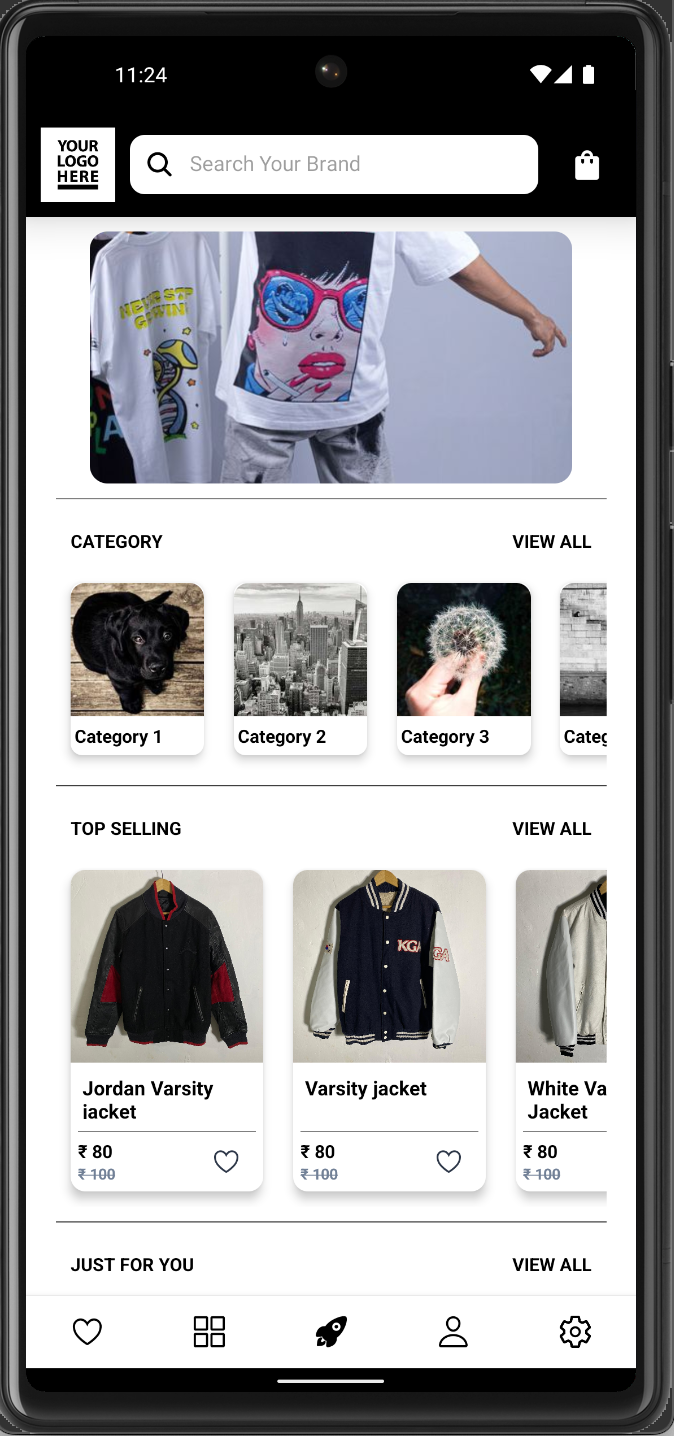 11:24
YOUR
LOGO
HERE
Search Your Brand
CATEGORY
VIEW ALL
Category 1
Category 2
Category 3
Categ
TOP SELLING
VIEW ALL
KGA
GA
Jordan Varsity
jacket
Varsity jacket
White Va
Jacket
₹ 80
₹ 100
₹ 80
₹ 100
₹ 80
₹ 100
JUST FOR YOU
VIEW ALL